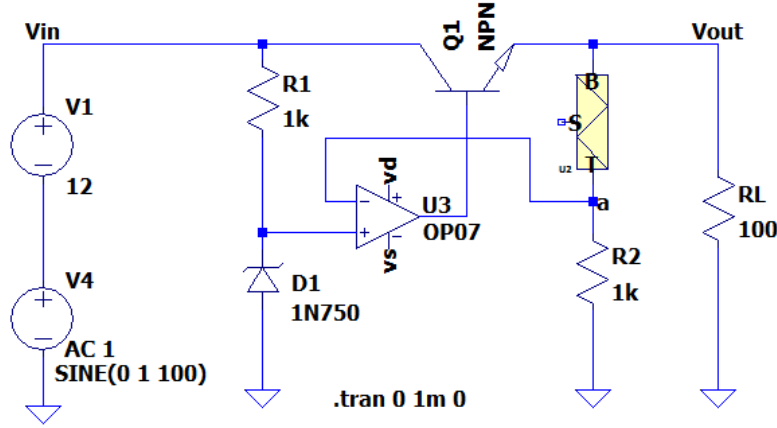 Vin
Q1
NPN
Vout
V1
12
R1
1k
B
S
U2
T
vd
U3
OP07
vs
a
RL
100
R2
1k
V4
AC 1
SINE(0 1 100)
D1
1N750
.tran 0 1m 0